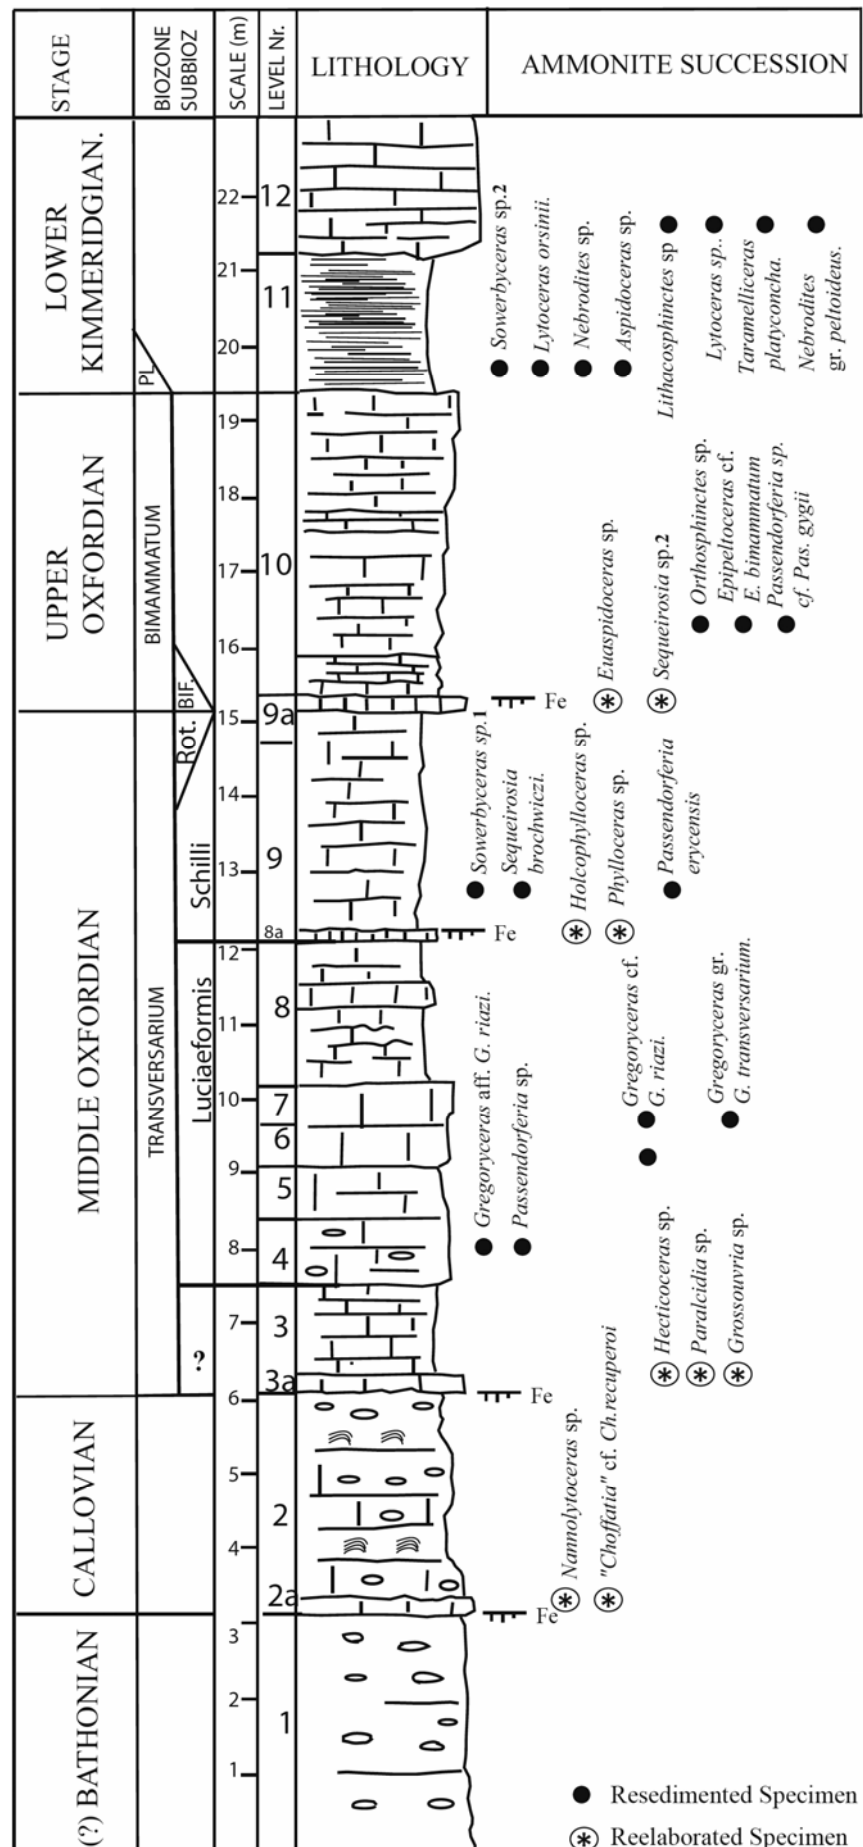 STAGE
BIOZONE
SUBBIOZ
SCALE (m)
LEVEL Nr.
LITHOLOGY
AMMONITE SUCCESSION
LOWER
KIMMERIDGIAN.
UPPER
OXFORDIAN
MIDDLE OXFORDIAN
CALLOVIAN
(?) BATHONIAN
PL
BIMAMMATUM
BIF.
TRANSVERSARIUM
Rot.
Schilli
Luciaeformis
?
22
21
20
19
18
17
16
15
14
13
12
11
10
9
8
7
6
5
4
3
2
1
12
11
10
9a
9
8a
8
7
6
5
4
3
3a
2
2a
1
Sowerbyceras sp.2
Lytoceras orsinii.
Nebrodites sp.
Aspidoceras sp.
Lithacosphinctes sp
Lytoceras sp..
Taramelliceras
platyconcha.
Nebrodites
gr. peltoideus.
Orthosphinctes sp.
Epipeltoceras cf.
E. bimammatum
Passendorferia sp.
cf. Pas. gygii
Euaspidoceras sp.
Sequeirosia sp.2
Fe
Sowerbyceras sp.1
Sequeirosia
brochwiczi.
Holcophylloceras sp.
Phylloceras sp.
Passendorferia
erycensis
Fe
Gregoryceras cf.
G. riazi.
Gregoryceras gr.
G. transversarium.
Gregoryceras aff. G. riazi.
Passendorferia sp.
Hecticoceras sp.
Paralcidia sp.
Grossouvria sp.
Fe
Nannolytoceras sp.
"Choffatia" cf. Ch.recuperoi
Fe
Resedimented Specimen
Reelaborated Specimen